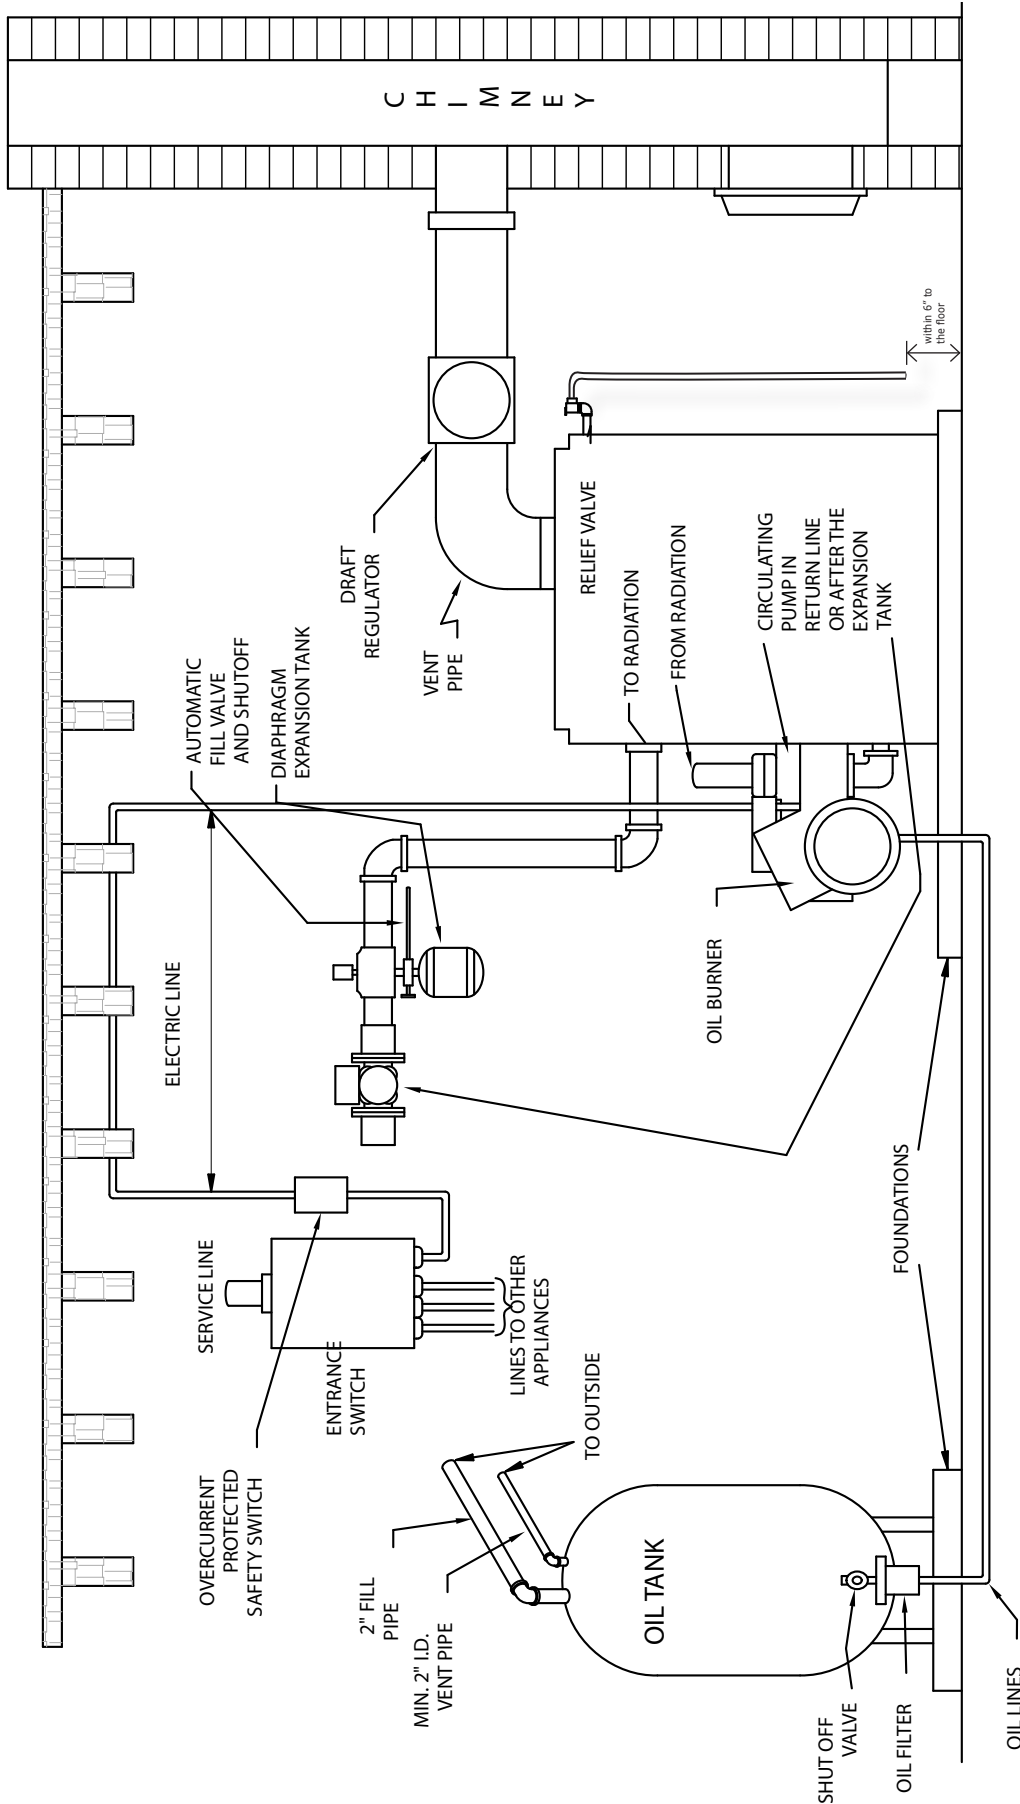 OVERCURRENT
PROTECTED
SAFETY SWITCH
SERVICE LINE
ELECTRIC LINE
AUTOMATIC
FILL VALVE
AND SHUTOFF
DIAPHRAGM
EXPANSION TANK
DRAFT
REGULATOR
VENT
PIPE
CHIMNEY
ENTRANCE
SWITCH
LINES TO OTHER
APPLIANCES
2" FILL
PIPE
MIN. 2" I.D.
VENT PIPE
TO OUTSIDE
RELIEF VALVE
TO RADIATION
FROM RADIATION
CIRCULATING
PUMP IN
RETURN LINE
OR AFTER THE
EXPANSION
TANK
within 6" to
the floor
OIL TANK
OIL BURNER
SHUT OFF
VALVE
OIL FILTER
FOUNDATIONS
OIL LINES